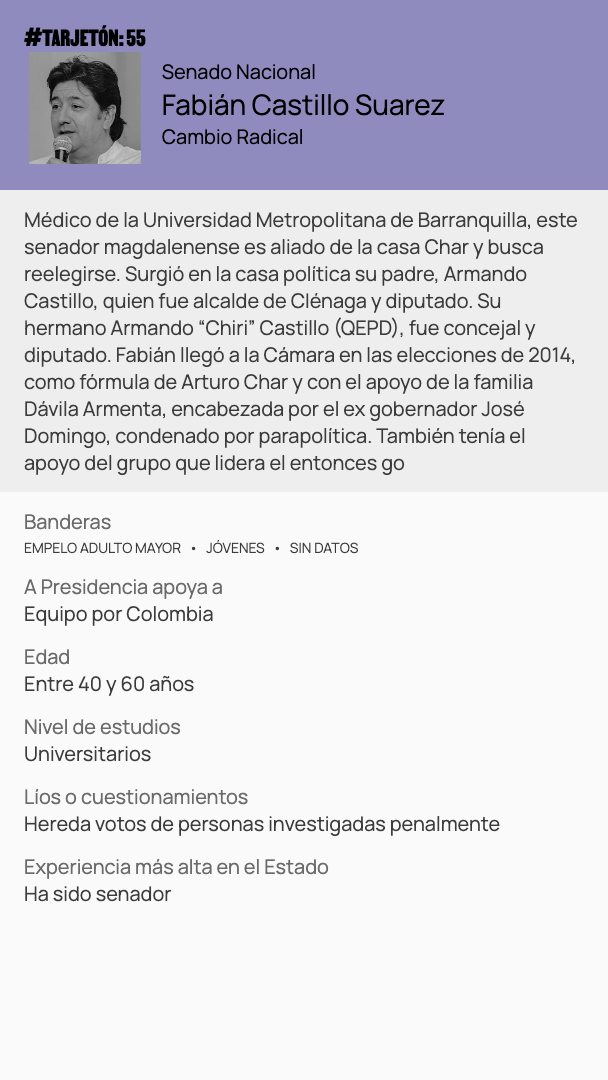 #TARJETÓN: 55
Senado Nacional
Fabián Castillo Suarez
Cambio Radical
Médico de la Universidad Metropolitana de Barranquilla, este
senador magdalenense es aliado de la casa Char y busca
reelegirse. Surgió en la casa política su padre, Armando
Castillo, quien fue alcalde de Clénaga y diputado. Su
hermano Armando “Chiri” Castillo (QEPD), fue concejal y
diputado. Fabián llegó a la Cámara en las elecciones de 2014,
como fórmula de Arturo Char y con el apoyo de la familia
Dávila Armenta, encabezada por el ex gobernador José
Domingo, condenado por parapolítica. También tenía el
apoyo del grupo que lidera el entonces go
Banderas
EMPELO ADULTO MAYOR • JÓVENES • SIN DATOS
A Presidencia apoya a
Equipo por Colombia
Edad
Entre 40 y 60 años
Nivel de estudios
Universitarios
Líos o cuestionamientos
Hereda votos de personas investigadas penalmente
Experiencia más alta en el Estado
Ha sido senador